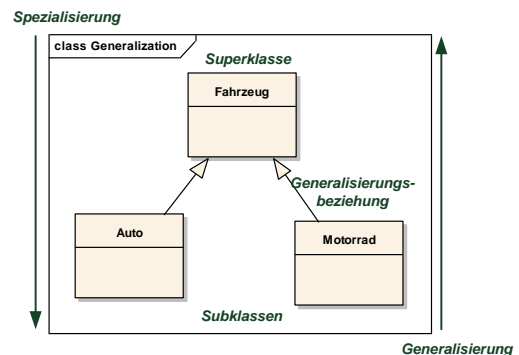 Spezialisierung
class Generalization
Superklasse
Fahrzeug
Generalisierungs-
beziehung
Auto
Motorrad
Subklassen
Generalisierung